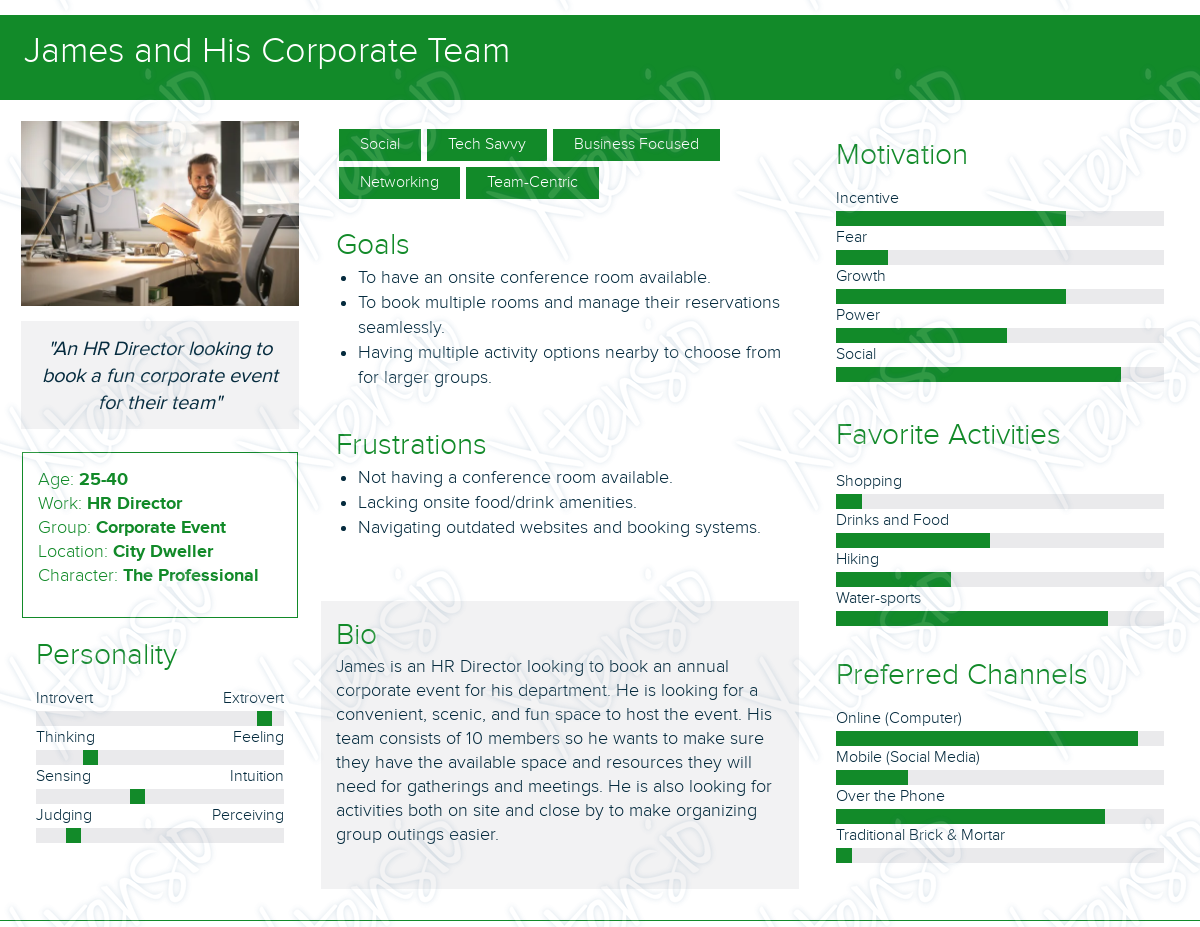 James and His Corporate Team
"An HR Director looking to
book a fun corporate event
for their team"
Age: 25-40
Work: HR Director
Group: Corporate Event
Location: City Dweller
Character: The Professional
Personality
Introvert Extrovert
Thinking Feeling
Sensing Intuition
Judging Perceiving
Social Tech Savvy Business Focused
Networking Team-Centric
Goals
• To have an onsite conference room available.
• To book multiple rooms and manage their reservations
seamlessly.
• Having multiple activity options nearby to choose from
for larger groups.
Frustrations
• Not having a conference room available.
• Lacking onsite food/drink amenities.
• Navigating outdated websites and booking systems.
Bio
James is an HR Director looking to book an annual
corporate event for his department. He is looking for a
convenient, scenic, and fun space to host the event. His
team consists of 10 members so he wants to make sure
they have the available space and resources they will
need for gatherings and meetings. He is also looking for
activities both on site and close by to make organizing
group outings easier.
Motivation
Incentive
Fear
Growth
Power
Social
Favorite Activities
Shopping
Drinks and Food
Hiking
Water-sports
Preferred Channels
Online (Computer)
Mobile (Social Media)
Over the Phone
Traditional Brick & Mortar
Xtensio